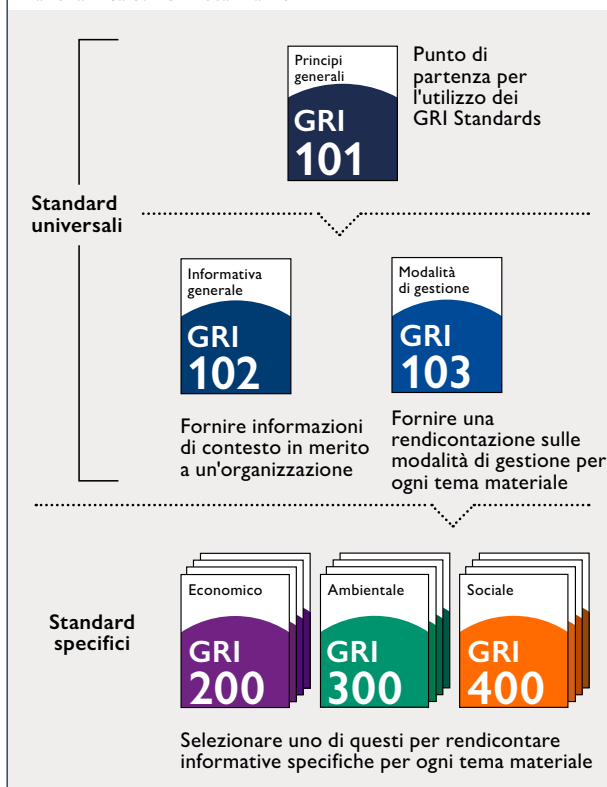 Principi
generali
GRI
101
Punto di
partenza per
l'utilizzo dei
GRI Standards
Standard
universali
Informativa
generale
GRI
102
Modalità
di gestione
GRI
103
Fornire informazioni
di contesto in merito
a un'organizzazione
Fornire una
rendicontazione sulle
modalità di gestione per
ogni tema materiale
Standard
specifici
Economico
GRI
200
Ambientale
GRI
300
Sociale
GRI
400
Selezionare uno di questi per rendicontare
informative specifiche per ogni tema materiale